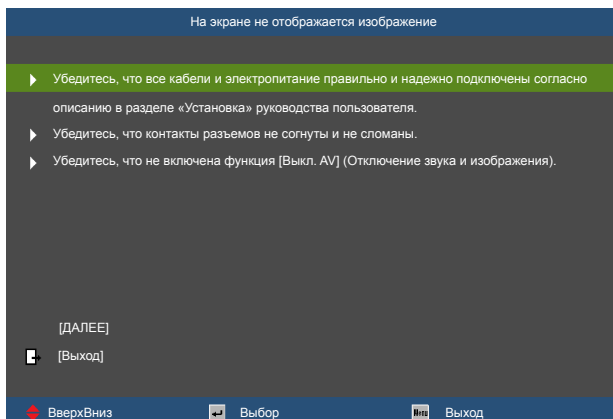 На экране не отображается изображение
Убедитесь, что все кабели и электропитание правильно и надежно подключены согласно
описанию в разделе «Установка» руководства пользователя.
Убедитесь, что контакты разъемов не согнуты и не сломаны.
Убедитесь, что не включена функция [Выкл. AV] (Отключение звука и изображения).
[ДАЛЕЕ]
[Выход]
ВверхВниз Выбор Menu Выход